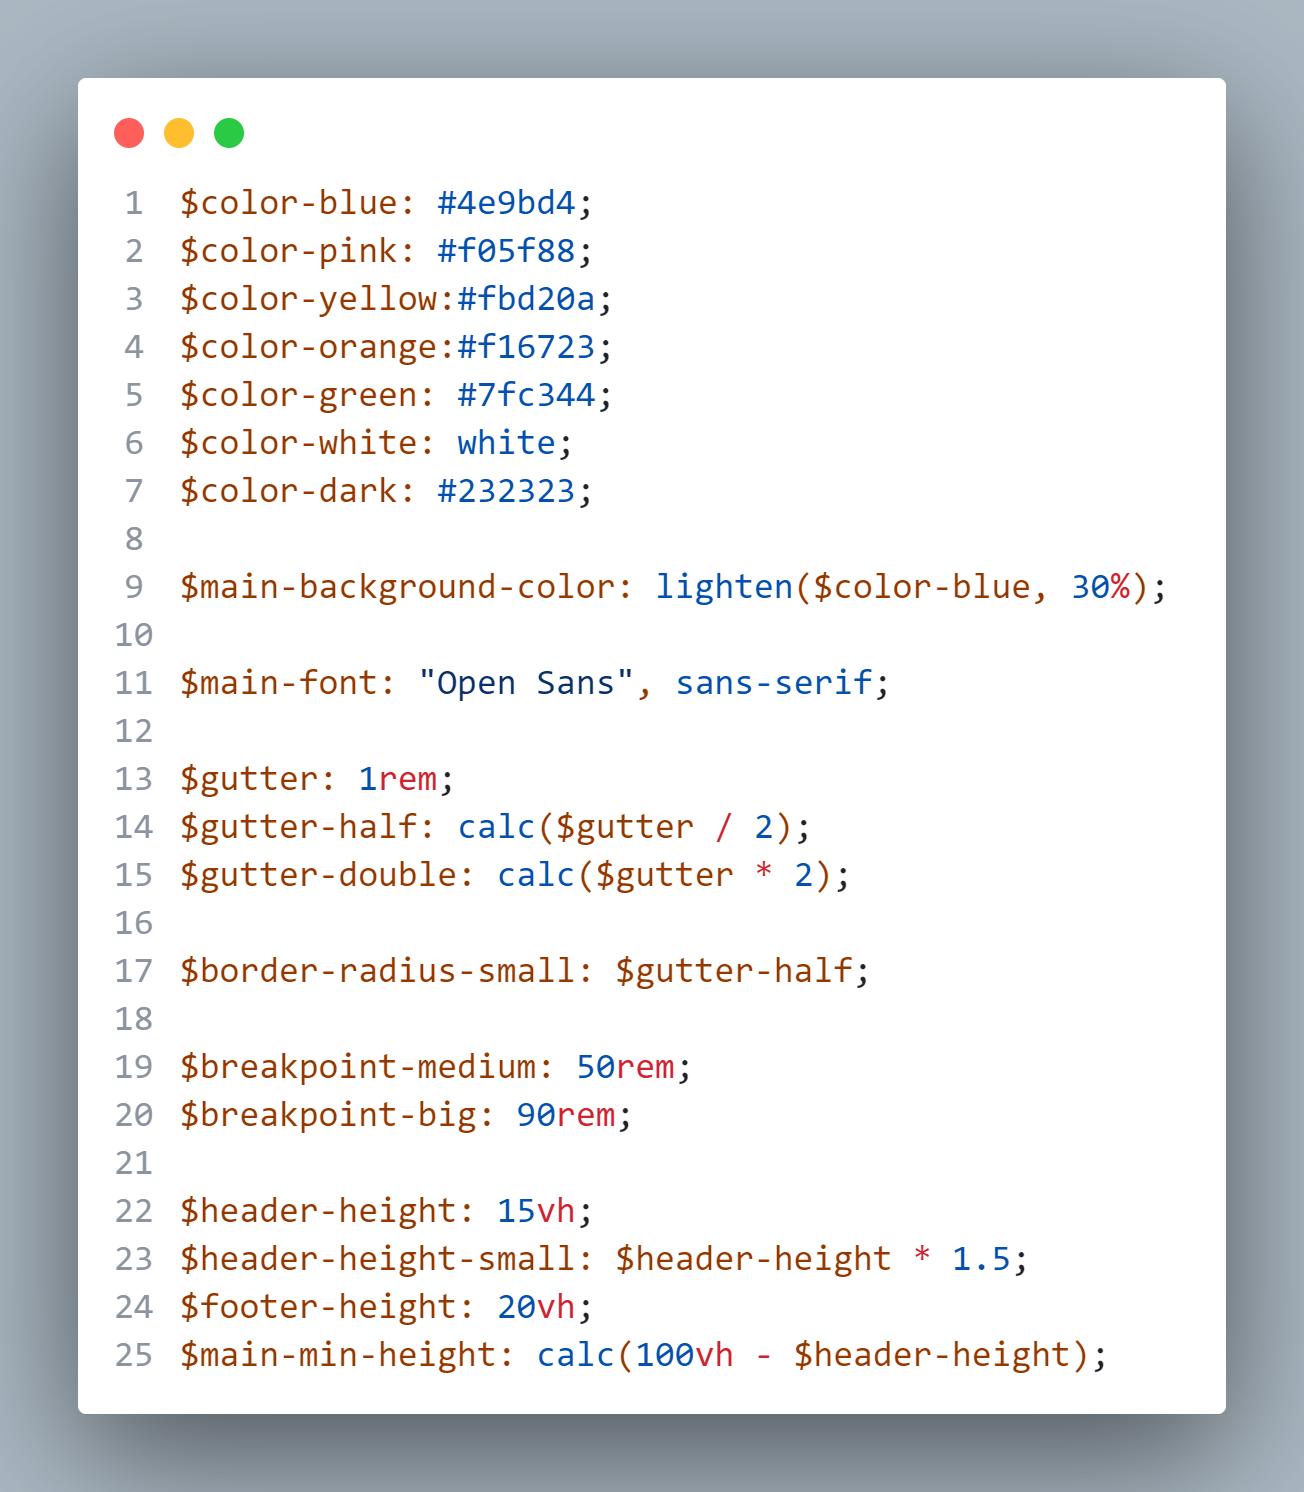 1 $color-blue: #4e9bd4;
2 $color-pink: #f05f88;
3 $color-yellow:#fbd20a;
4 $color-orange:#f16723;
5 $color-green: #7fc344;
6 $color-white: white;
7 $color-dark: #232323;
8
9 $main-background-color: lighten($color-blue, 30%);
10
11 $main-font: "Open Sans", sans-serif;
12
13 $gutter: 1rem;
14 $gutter-half: calc($gutter / 2);
15 $gutter-double: calc($gutter * 2);
16
17 $border-radius-small: $gutter-half;
18
19 $breakpoint-medium: 50rem;
20 $breakpoint-big: 90rem;
21
22 $header-height: 15vh;
23 $header-height-small: $header-height * 1.5;
24 $footer-height: 20vh;
25 $main-min-height: calc(100vh - $header-height);